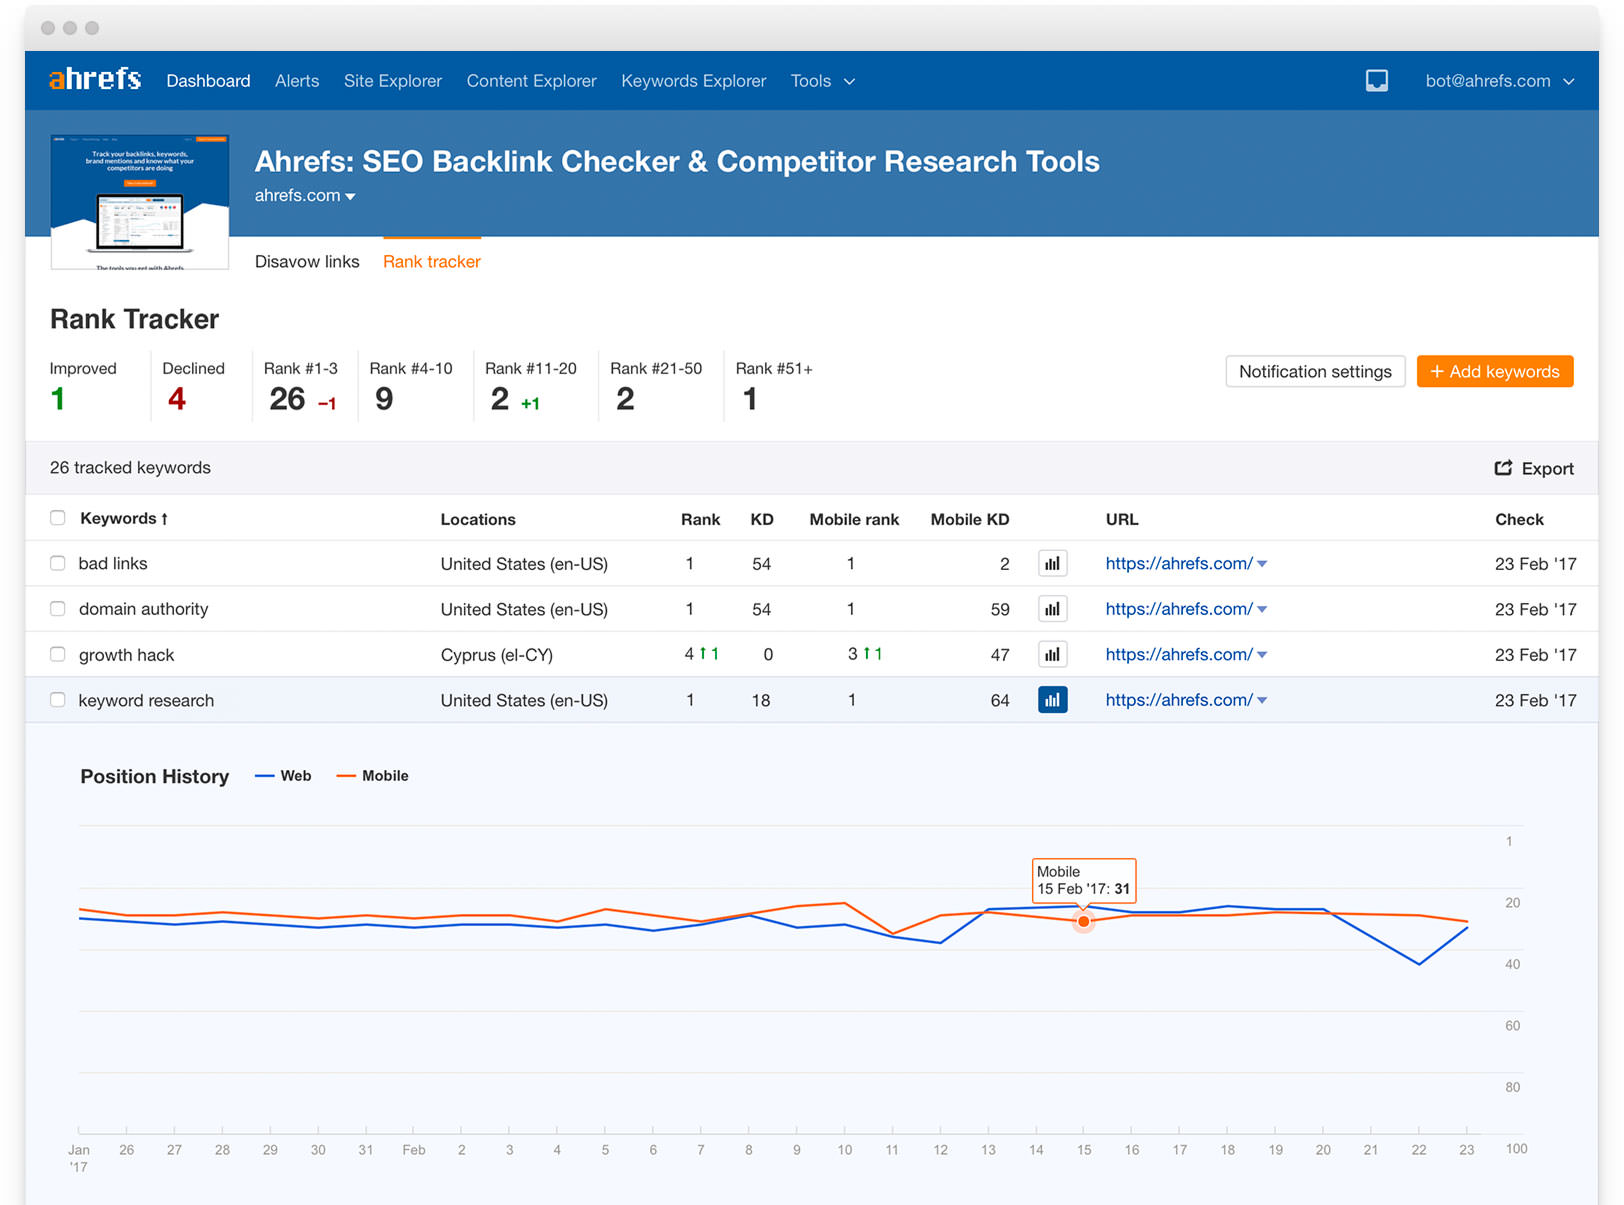 ahrefs Dashboard Alerts Site Explorer Content Explorer Keywords Explorer Tools bot@ahrefs.com
Track your backlinks, keywords,
brand mentions and know what your
competitors are doing
The tools you get with Ahrefs
Ahrefs: SEO Backlink Checker & Competitor Research Tools
ahrefs.com
Disavow links Rank tracker
Rank Tracker
Improved Declined Rank #1-3 Rank #4-10 Rank #11-20 Rank #21-50 Rank #51+
1 4 26 −1 9 2 +1 2 1
Notification settings + Add keywords
26 tracked keywords Export
Keywords ↑ Locations Rank KD Mobile rank Mobile KD URL Check
bad links United States (en-US) 1 54 1 2 https://ahrefs.com/ 23 Feb '17
domain authority United States (en-US) 1 54 1 59 https://ahrefs.com/ 23 Feb '17
growth hack Cyprus (el-CY) 4 ↑1 0 3 ↑1 47 https://ahrefs.com/ 23 Feb '17
keyword research United States (en-US) 1 18 1 64 https://ahrefs.com/ 23 Feb '17
Position History Web Mobile
1
Mobile
15 Feb '17: 31
20
40
60
80
100
Jan 26 27 28 29 30 31 Feb 2 3 4 5 6 7 8 9 10 11 12 13 14 15 16 17 18 19 20 21 22 23
'17